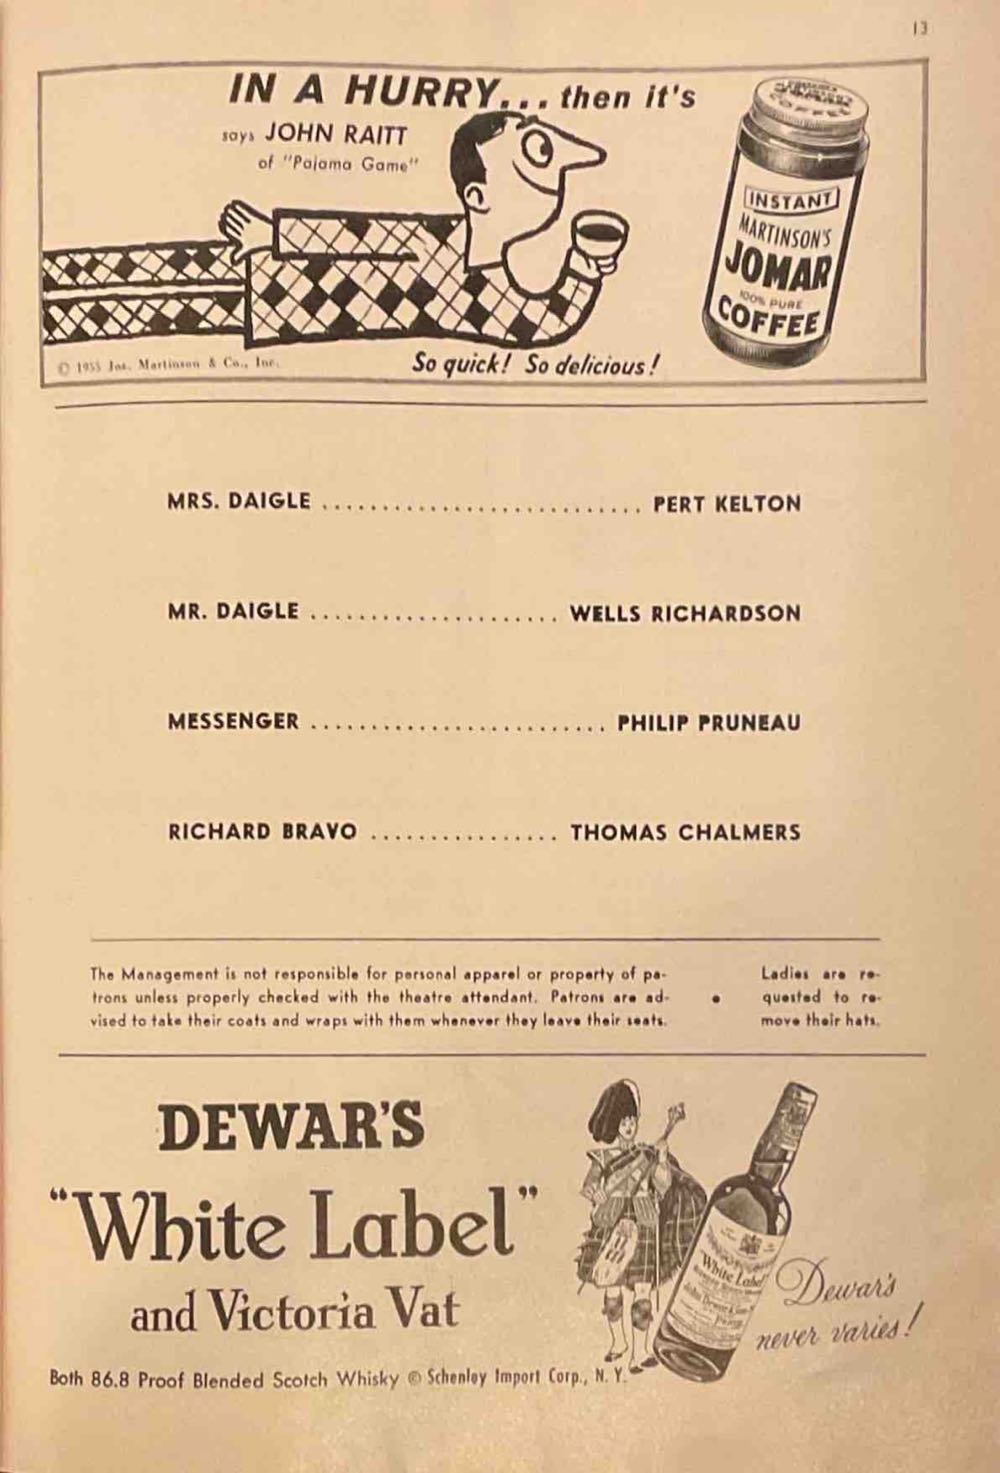 13
IN A HURRY... then it's
says JOHN RAITT
of "Pajama Game"
JOMAR
COFFEE
INSTANT
MARTINSON'S
JOMAR
100% PURE
COFFEE
© 1955 Jos. Martinson & Co., Inc.
So quick! So delicious!
MRS. DAIGLE ........................... PERT KELTON
MR. DAIGLE ..................... WELLS RICHARDSON
MESSENGER ......................... PHILIP PRUNEAU
RICHARD BRAVO ................ THOMAS CHALMERS
The Management is not responsible for personal apparel or property of pa-
trons unless properly checked with the theatre attendant. Patrons are ad-
vised to take their coats and wraps with them whenever they leave their seats.
•
Ladies are re-
quested to re-
move their hats.
DEWAR'S
"White Label"
and Victoria Vat
White Label
Dewar's
never varies!
Both 86.8 Proof Blended Scotch Whisky © Schenley Import Corp., N. Y.